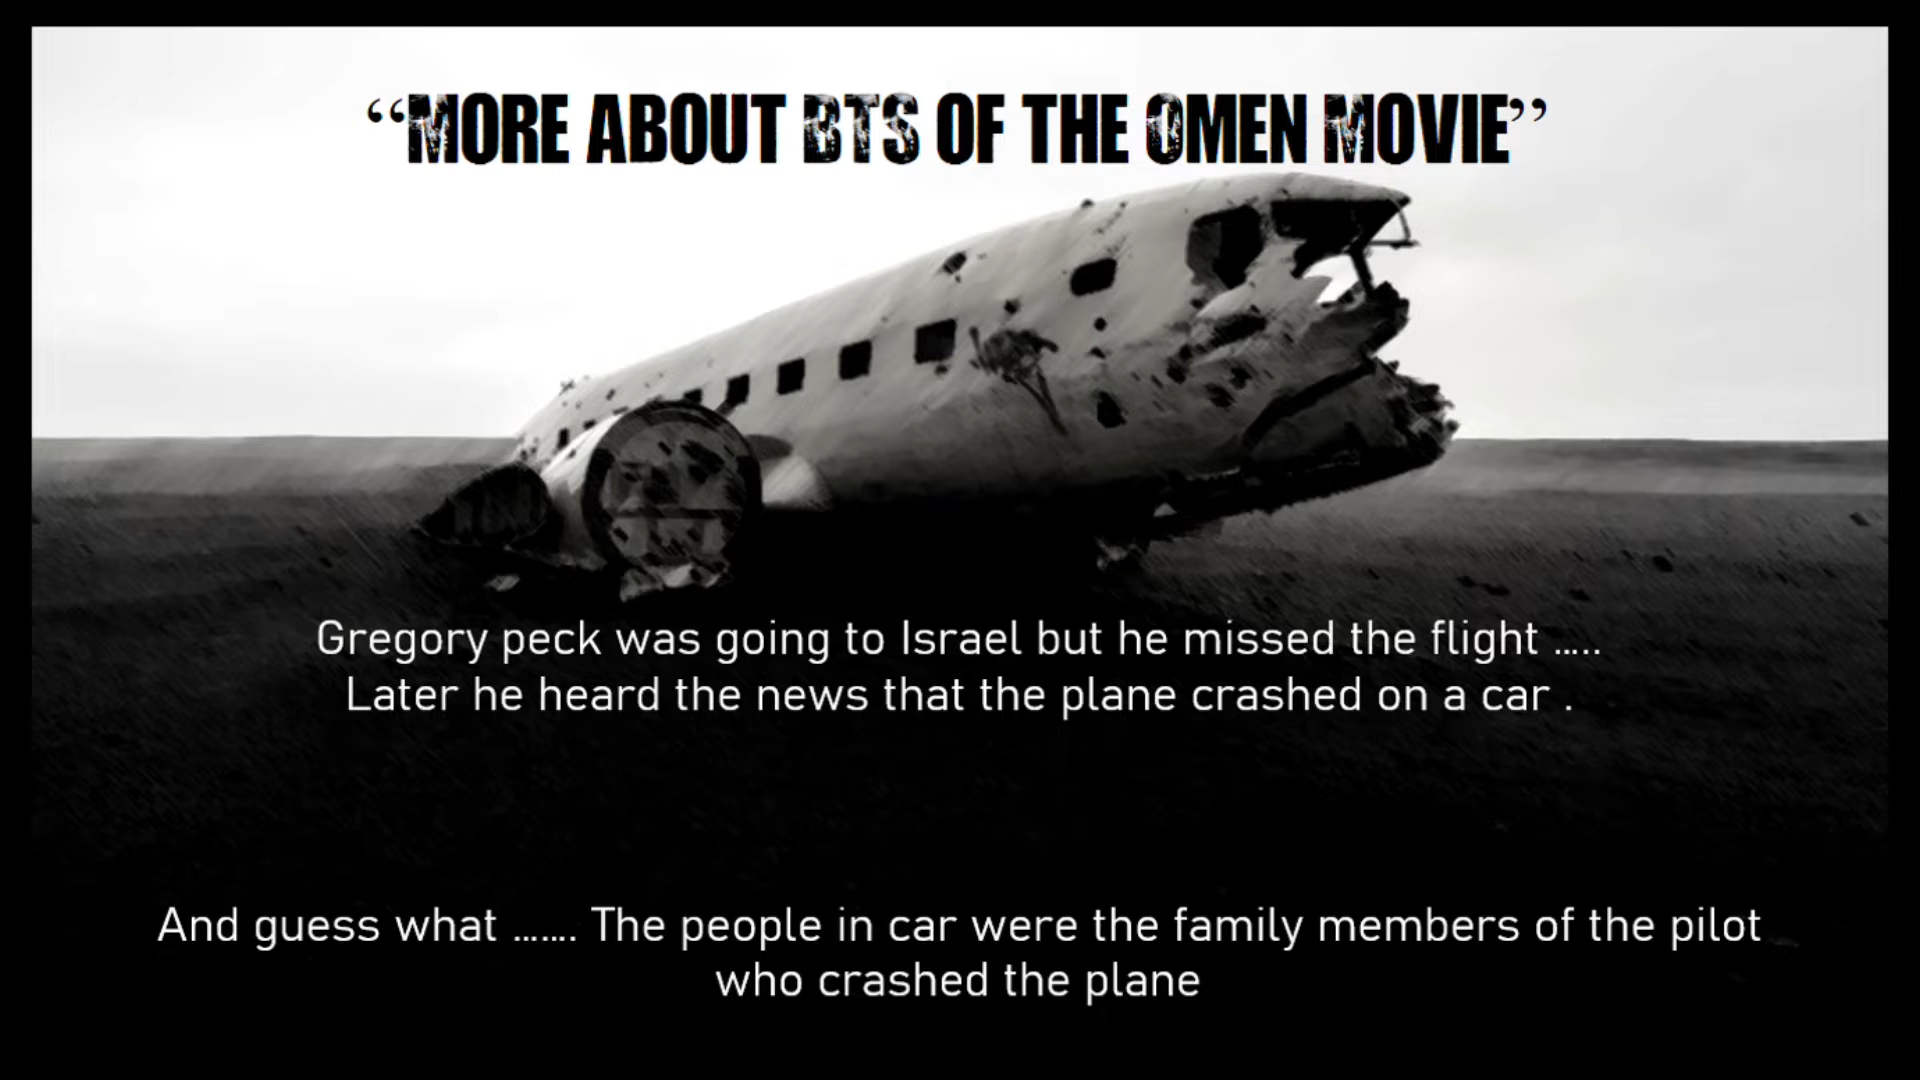 “MORE ABOUT BTS OF THE OMEN MOVIE”
Gregory peck was going to Israel but he missed the flight .....
Later he heard the news that the plane crashed on a car .
And guess what ....... The people in car were the family members of the pilot
who crashed the plane